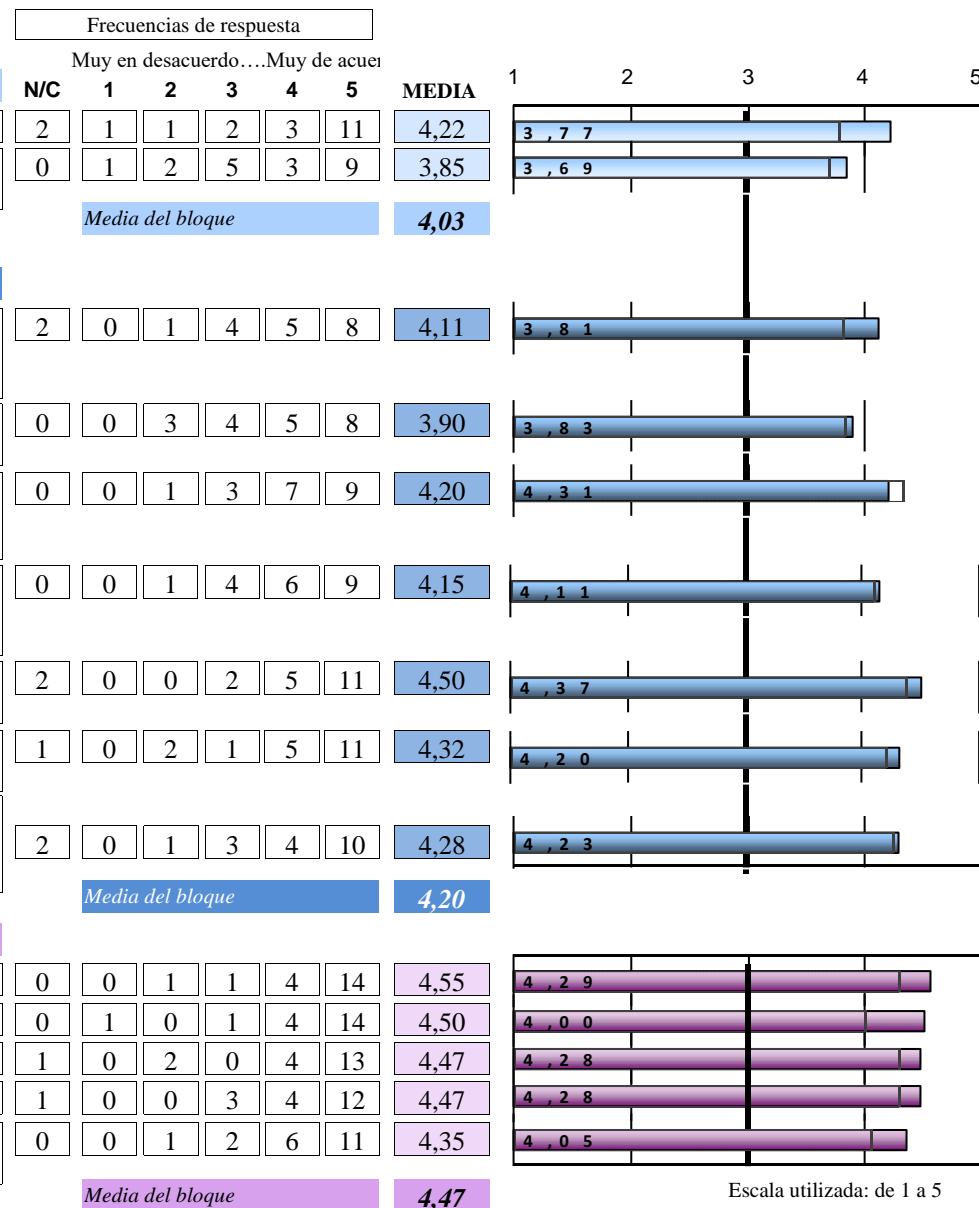 Frecuencias de respuesta
Muy en desacuerdo….Muy de acuer
N/C 1 2 3 4 5 MEDIA 1 2 3 4 5
2 1 1 2 3 11 4,22 3,77
0 1 2 5 3 9 3,85 3,69
Media del bloque 4,03
2 0 1 4 5 8 4,11 3,81
0 0 3 4 5 8 3,90 3,83
0 0 1 3 7 9 4,20 4,31
0 0 1 4 6 9 4,15 4,11
2 0 0 2 5 11 4,50 4,37
1 0 2 1 5 11 4,32 4,20
2 0 1 3 4 10 4,28 4,23
Media del bloque 4,20
0 0 1 1 4 14 4,55 4,29
0 1 0 1 4 14 4,50 4,00
1 0 2 0 4 13 4,47 4,28
1 0 0 3 4 12 4,47 4,28
0 0 1 2 6 11 4,35 4,05
Media del bloque 4,47
Escala utilizada: de 1 a 5